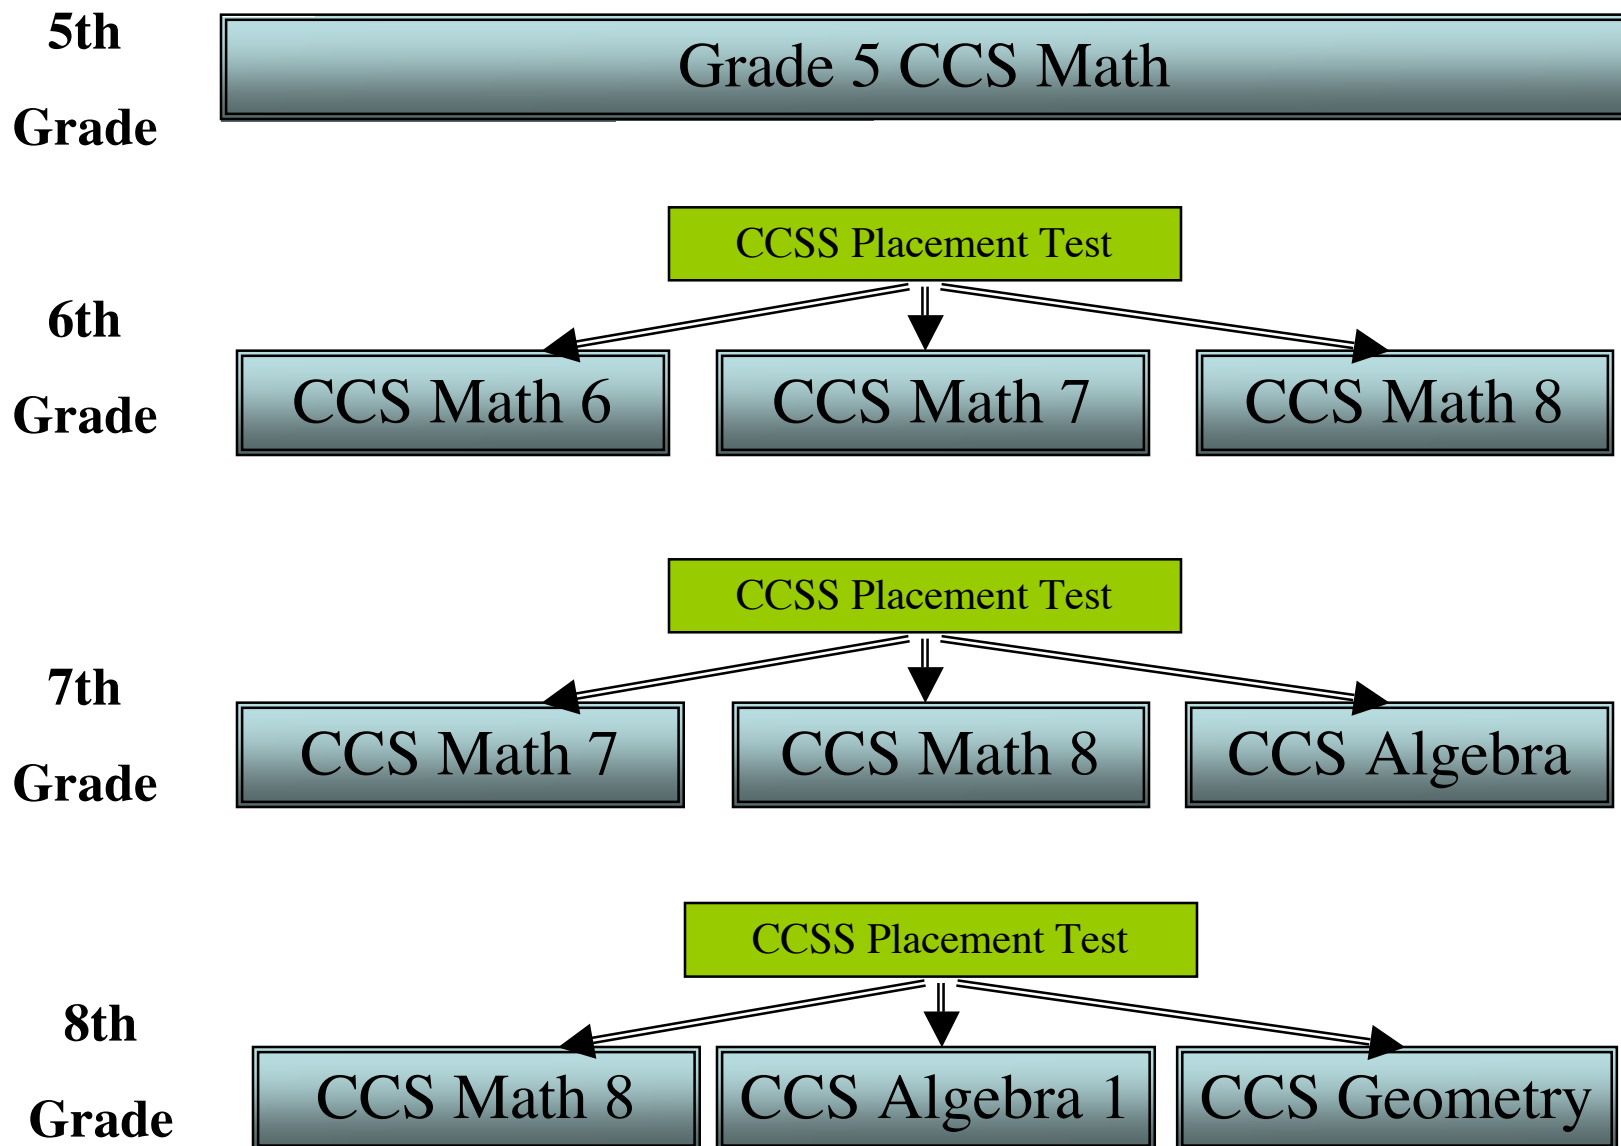 5th
Grade
Grade 5 CCS Math
CCSS Placement Test
6th
Grade
CCS Math 6
CCS Math 7
CCS Math 8
CCSS Placement Test
7th
Grade
CCS Math 7
CCS Math 8
CCS Algebra
CCSS Placement Test
8th
Grade
CCS Math 8
CCS Algebra 1
CCS Geometry